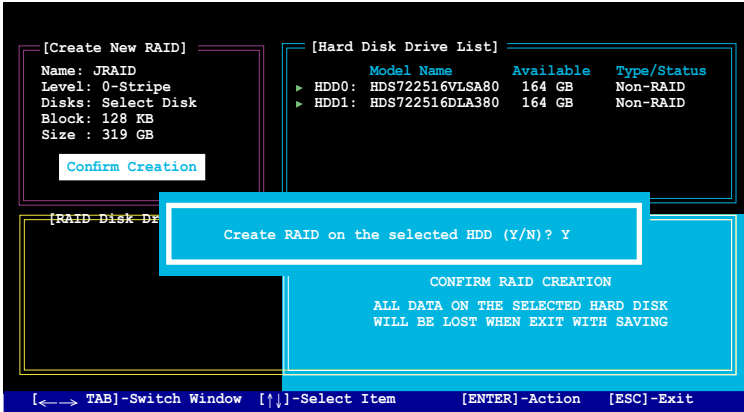 [Create New RAID]
Name: JRAID
Level: 0-Stripe
Disks: Select Disk
Block: 128 KB
Size : 319 GB
Confirm Creation
[Hard Disk Drive List]
Model Name Available Type/Status
HDD0: HDS722516VLSA80 164 GB Non-RAID
HDD1: HDS722516DLA380 164 GB Non-RAID
[RAID Disk Dr
Create RAID on the selected HDD (Y/N)? Y
CONFIRM RAID CREATION
ALL DATA ON THE SELECTED HARD DISK
WILL BE LOST WHEN EXIT WITH SAVING
[←→ TAB]-Switch Window [↑↓]-Select Item [ENTER]-Action [ESC]-Exit